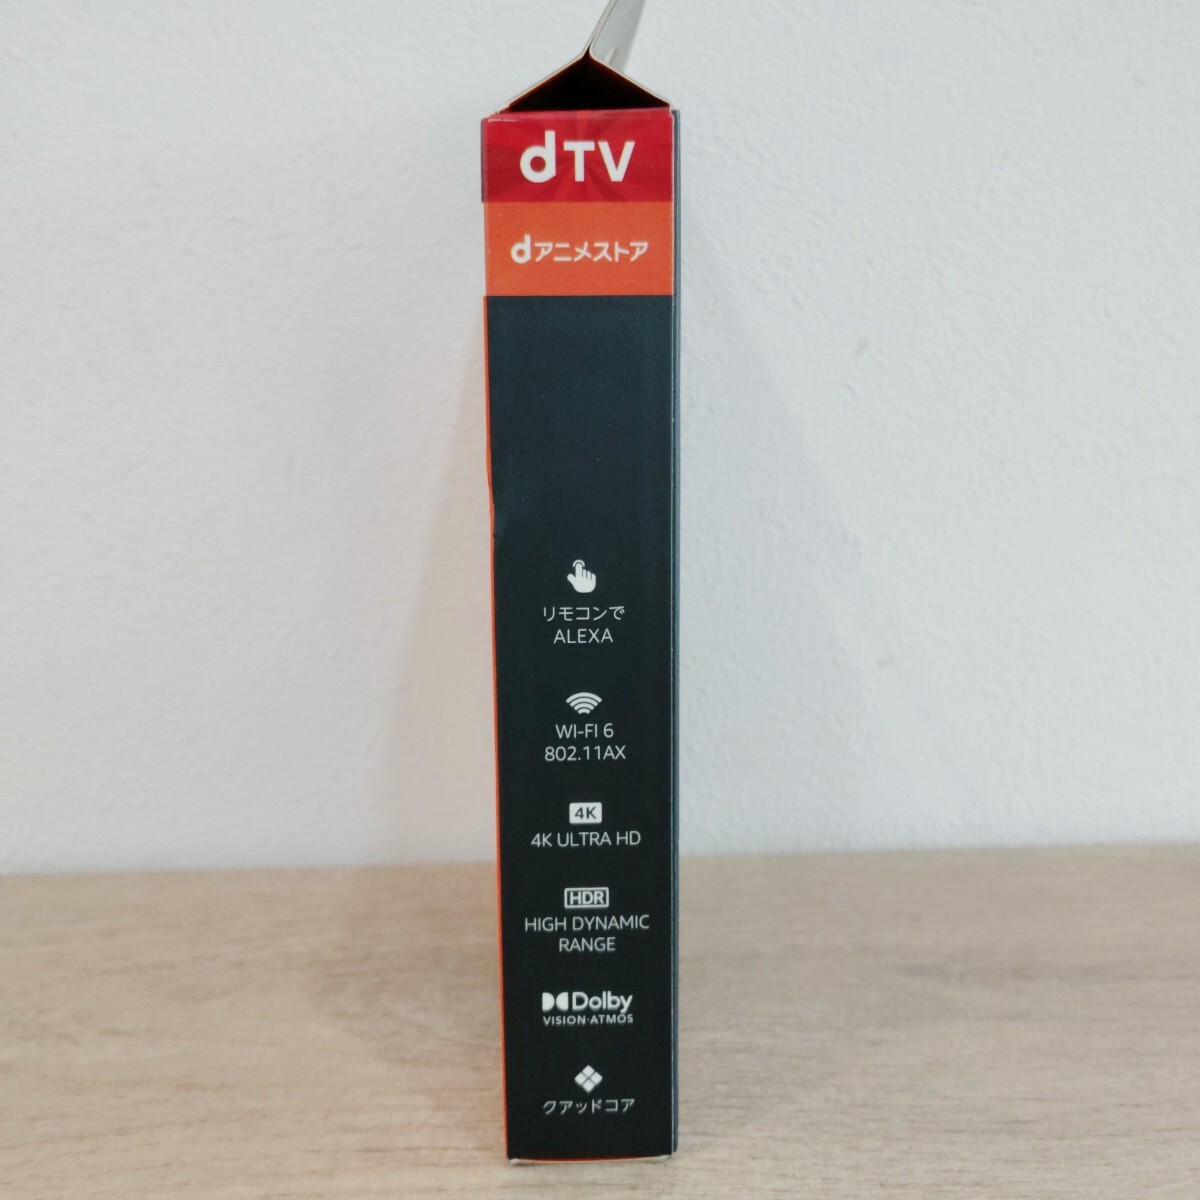 dTV
dアニメストア
リモコンで
ALEXA
WI-FI 6
802.11AX
4K
4K ULTRA HD
HDR
HIGH DYNAMIC
RANGE
Dolby
VISION·ATMOS
クアッドコア